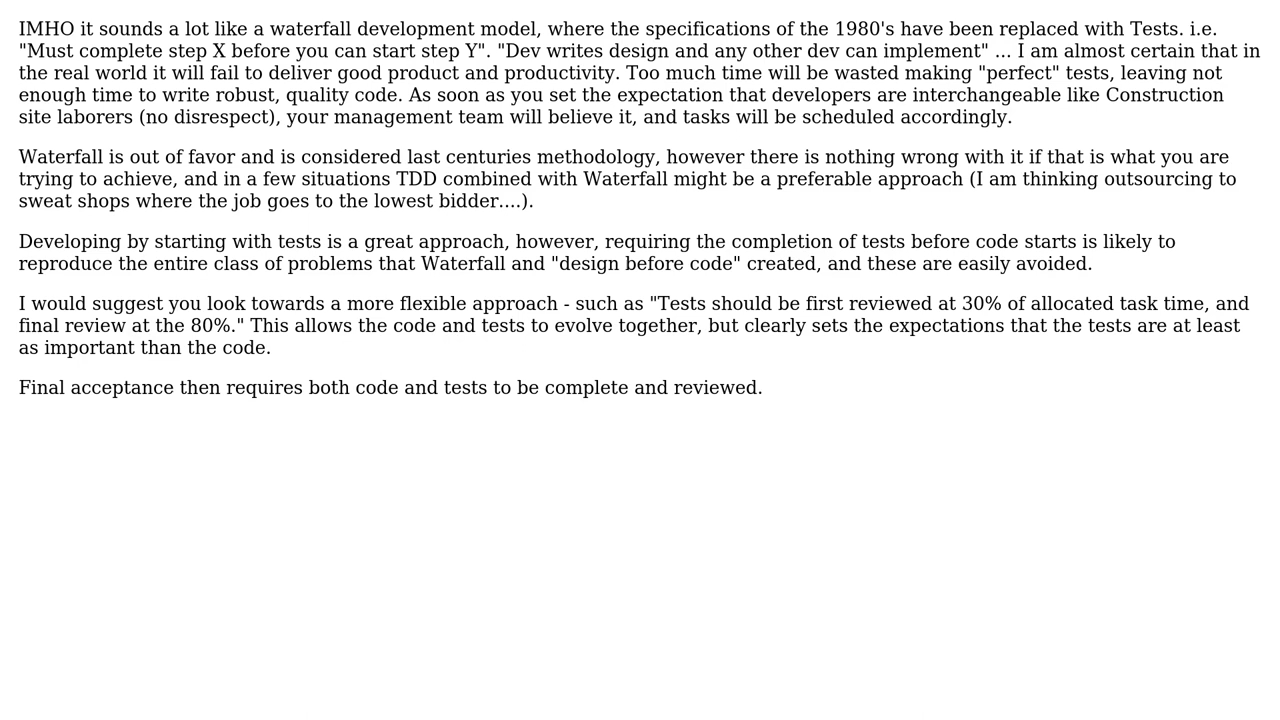 IMHO it sounds a lot like a waterfall development model, where the specifications of the 1980's have been replaced with Tests. i.e.
"Must complete step X before you can start step Y". "Dev writes design and any other dev can implement" ... I am almost certain that in
the real world it will fail to deliver good product and productivity. Too much time will be wasted making "perfect" tests, leaving not
enough time to write robust, quality code. As soon as you set the expectation that developers are interchangeable like Construction
site laborers (no disrespect), your management team will believe it, and tasks will be scheduled accordingly.
Waterfall is out of favor and is considered last centuries methodology, however there is nothing wrong with it if that is what you are
trying to achieve, and in a few situations TDD combined with Waterfall might be a preferable approach (I am thinking outsourcing to
sweat shops where the job goes to the lowest bidder....).
Developing by starting with tests is a great approach, however, requiring the completion of tests before code starts is likely to
reproduce the entire class of problems that Waterfall and "design before code" created, and these are easily avoided.
I would suggest you look towards a more flexible approach - such as "Tests should be first reviewed at 30% of allocated task time, and
final review at the 80%." This allows the code and tests to evolve together, but clearly sets the expectations that the tests are at least
as important than the code.
Final acceptance then requires both code and tests to be complete and reviewed.